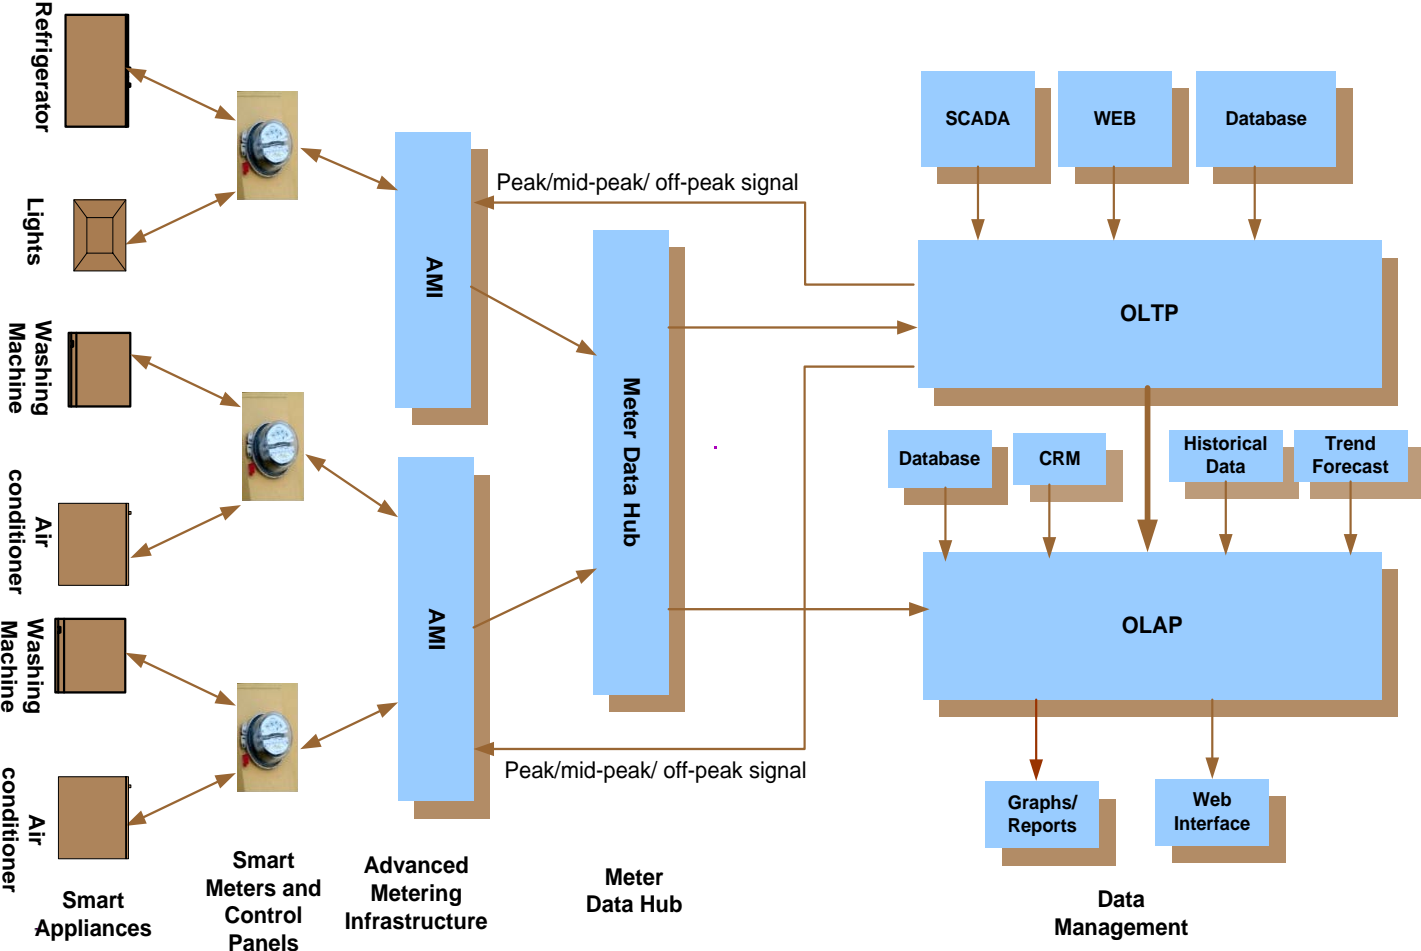 Refrigerator
Lights
Washing
Machine
Air
conditioner
Washing
Machine
Air
conditioner
AMI
AMI
Peak/mid-peak/ off-peak signal
Peak/mid-peak/ off-peak signal
Meter Data Hub
SCADA
WEB
Database
OLTP
Database
CRM
Historical
Data
Trend
Forecast
OLAP
Graphs/
Reports
Web
Interface
Smart
Appliances
Smart
Meters and
Control
Panels
Advanced
Metering
Infrastructure
Meter
Data Hub
Data
Management